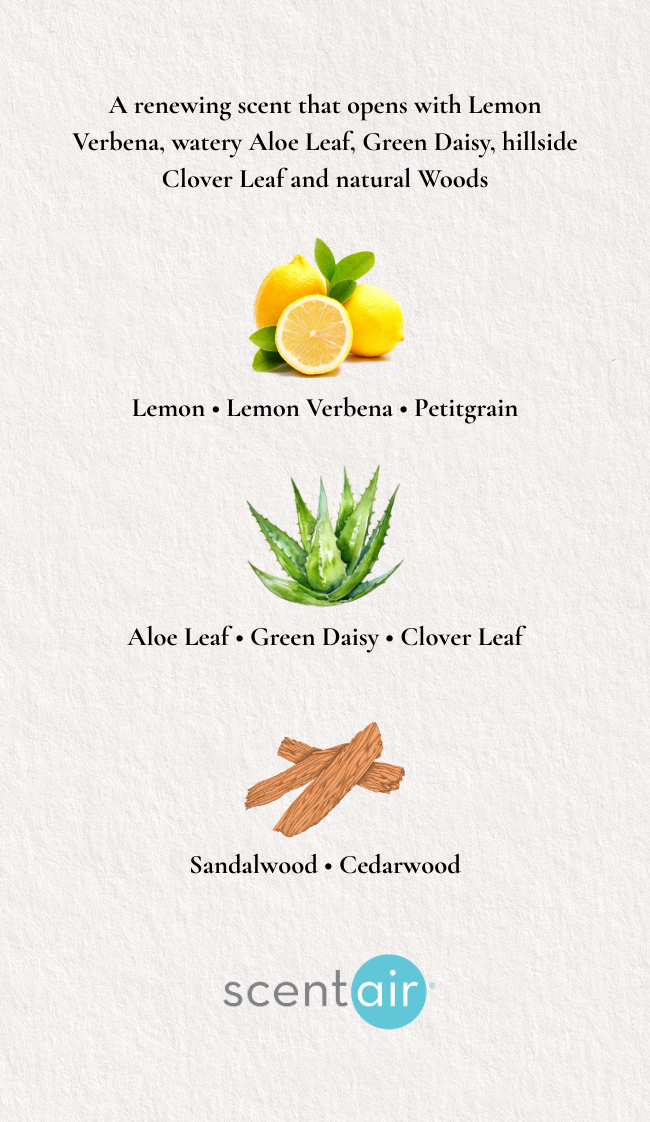 A renewing scent that opens with Lemon
Verbena, watery Aloe Leaf, Green Daisy, hillside
Clover Leaf and natural Woods
Lemon • Lemon Verbena • Petitgrain
Aloe Leaf • Green Daisy • Clover Leaf
Sandalwood • Cedarwood
scentair®